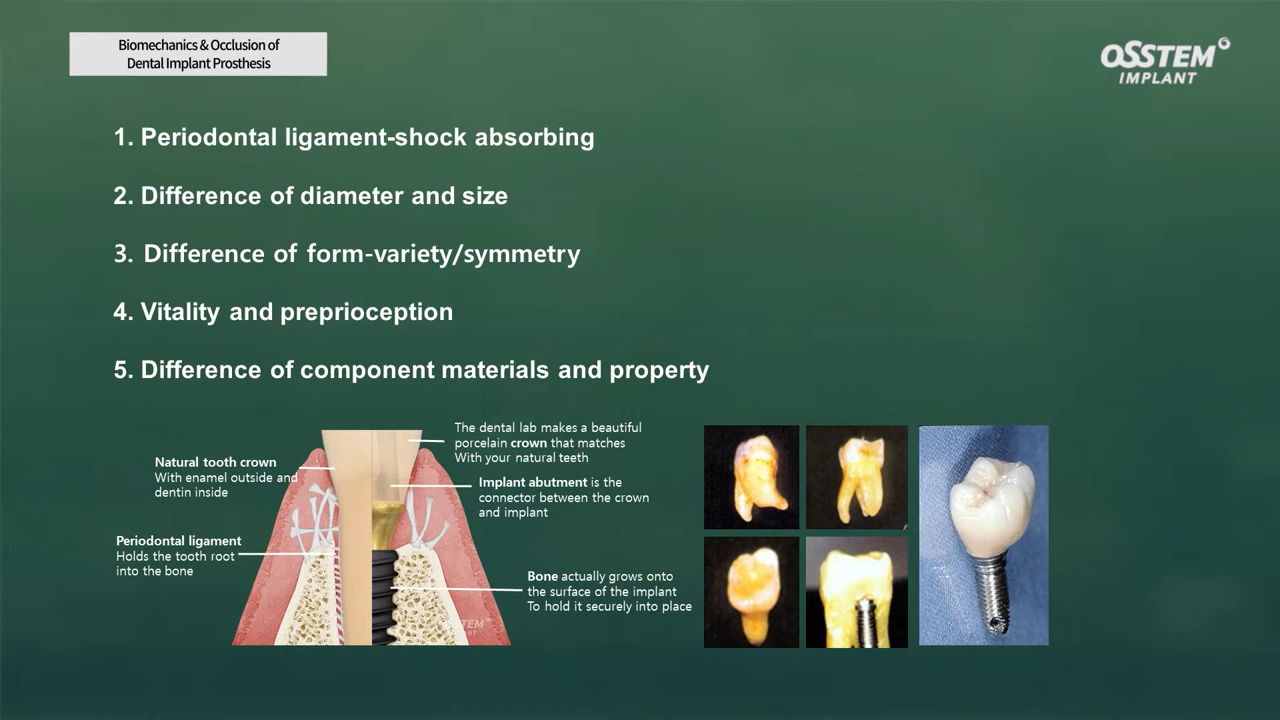 Biomechanics & Occlusion of
Dental Implant Prosthesis
OSSTEM
IMPLANT
1. Periodontal ligament-shock absorbing
2. Difference of diameter and size
3. Difference of form-variety/symmetry
4. Vitality and preprioception
5. Difference of component materials and property
Natural tooth crown
With enamel outside and
dentin inside
Periodontal ligament
Holds the tooth root
into the bone
The dental lab makes a beautiful
porcelain crown that matches
With your natural teeth
Implant abutment is the
connector between the crown
and implant
Bone actually grows onto
the surface of the implant
To hold it securely into place